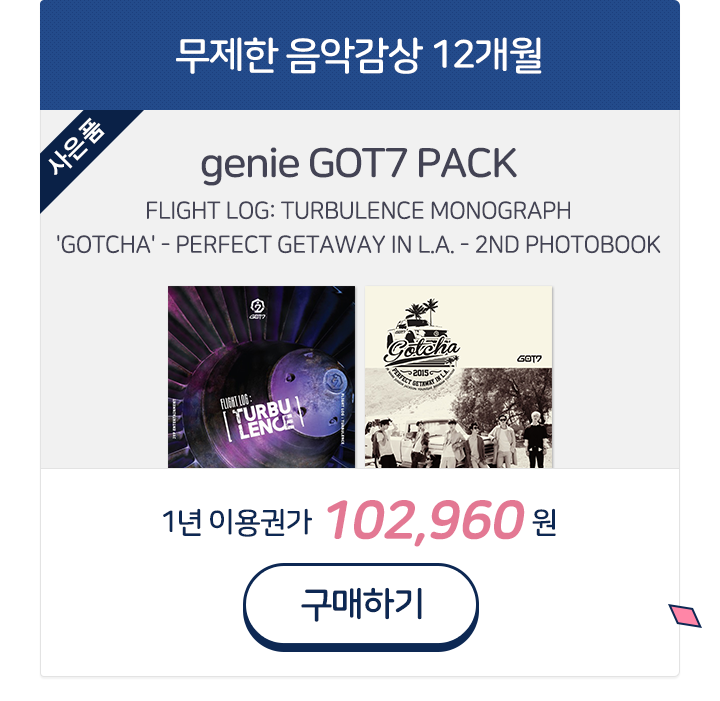 무제한 음악감상 12개월
사은품
genie GOT7 PACK
FLIGHT LOG: TURBULENCE MONOGRAPH
'GOTCHA' - PERFECT GETAWAY IN L.A. - 2ND PHOTOBOOK
GOT7
FLIGHT LOG :
[ TURBU
LENCE ]
Gotcha
2015
PERFECT GETAWAY IN L.A.
GOT7
1년 이용권가 102,960 원
구매하기